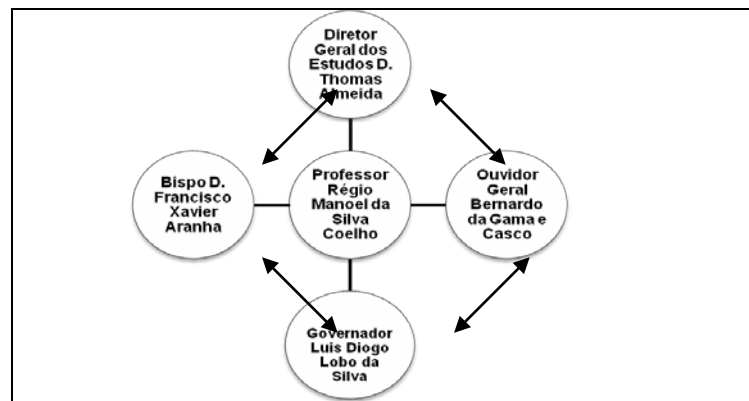 Diretor
Geral dos
Estudos D.
Thomas
Almeida
Bispo D.
Francisco
Xavier
Aranha
Professor
Régio
Manoel da
Silva
Coelho
Ouvidor
Geral
Bernardo
da Gama e
Casco
Governador
Luis Diogo
Lobo da
Silva